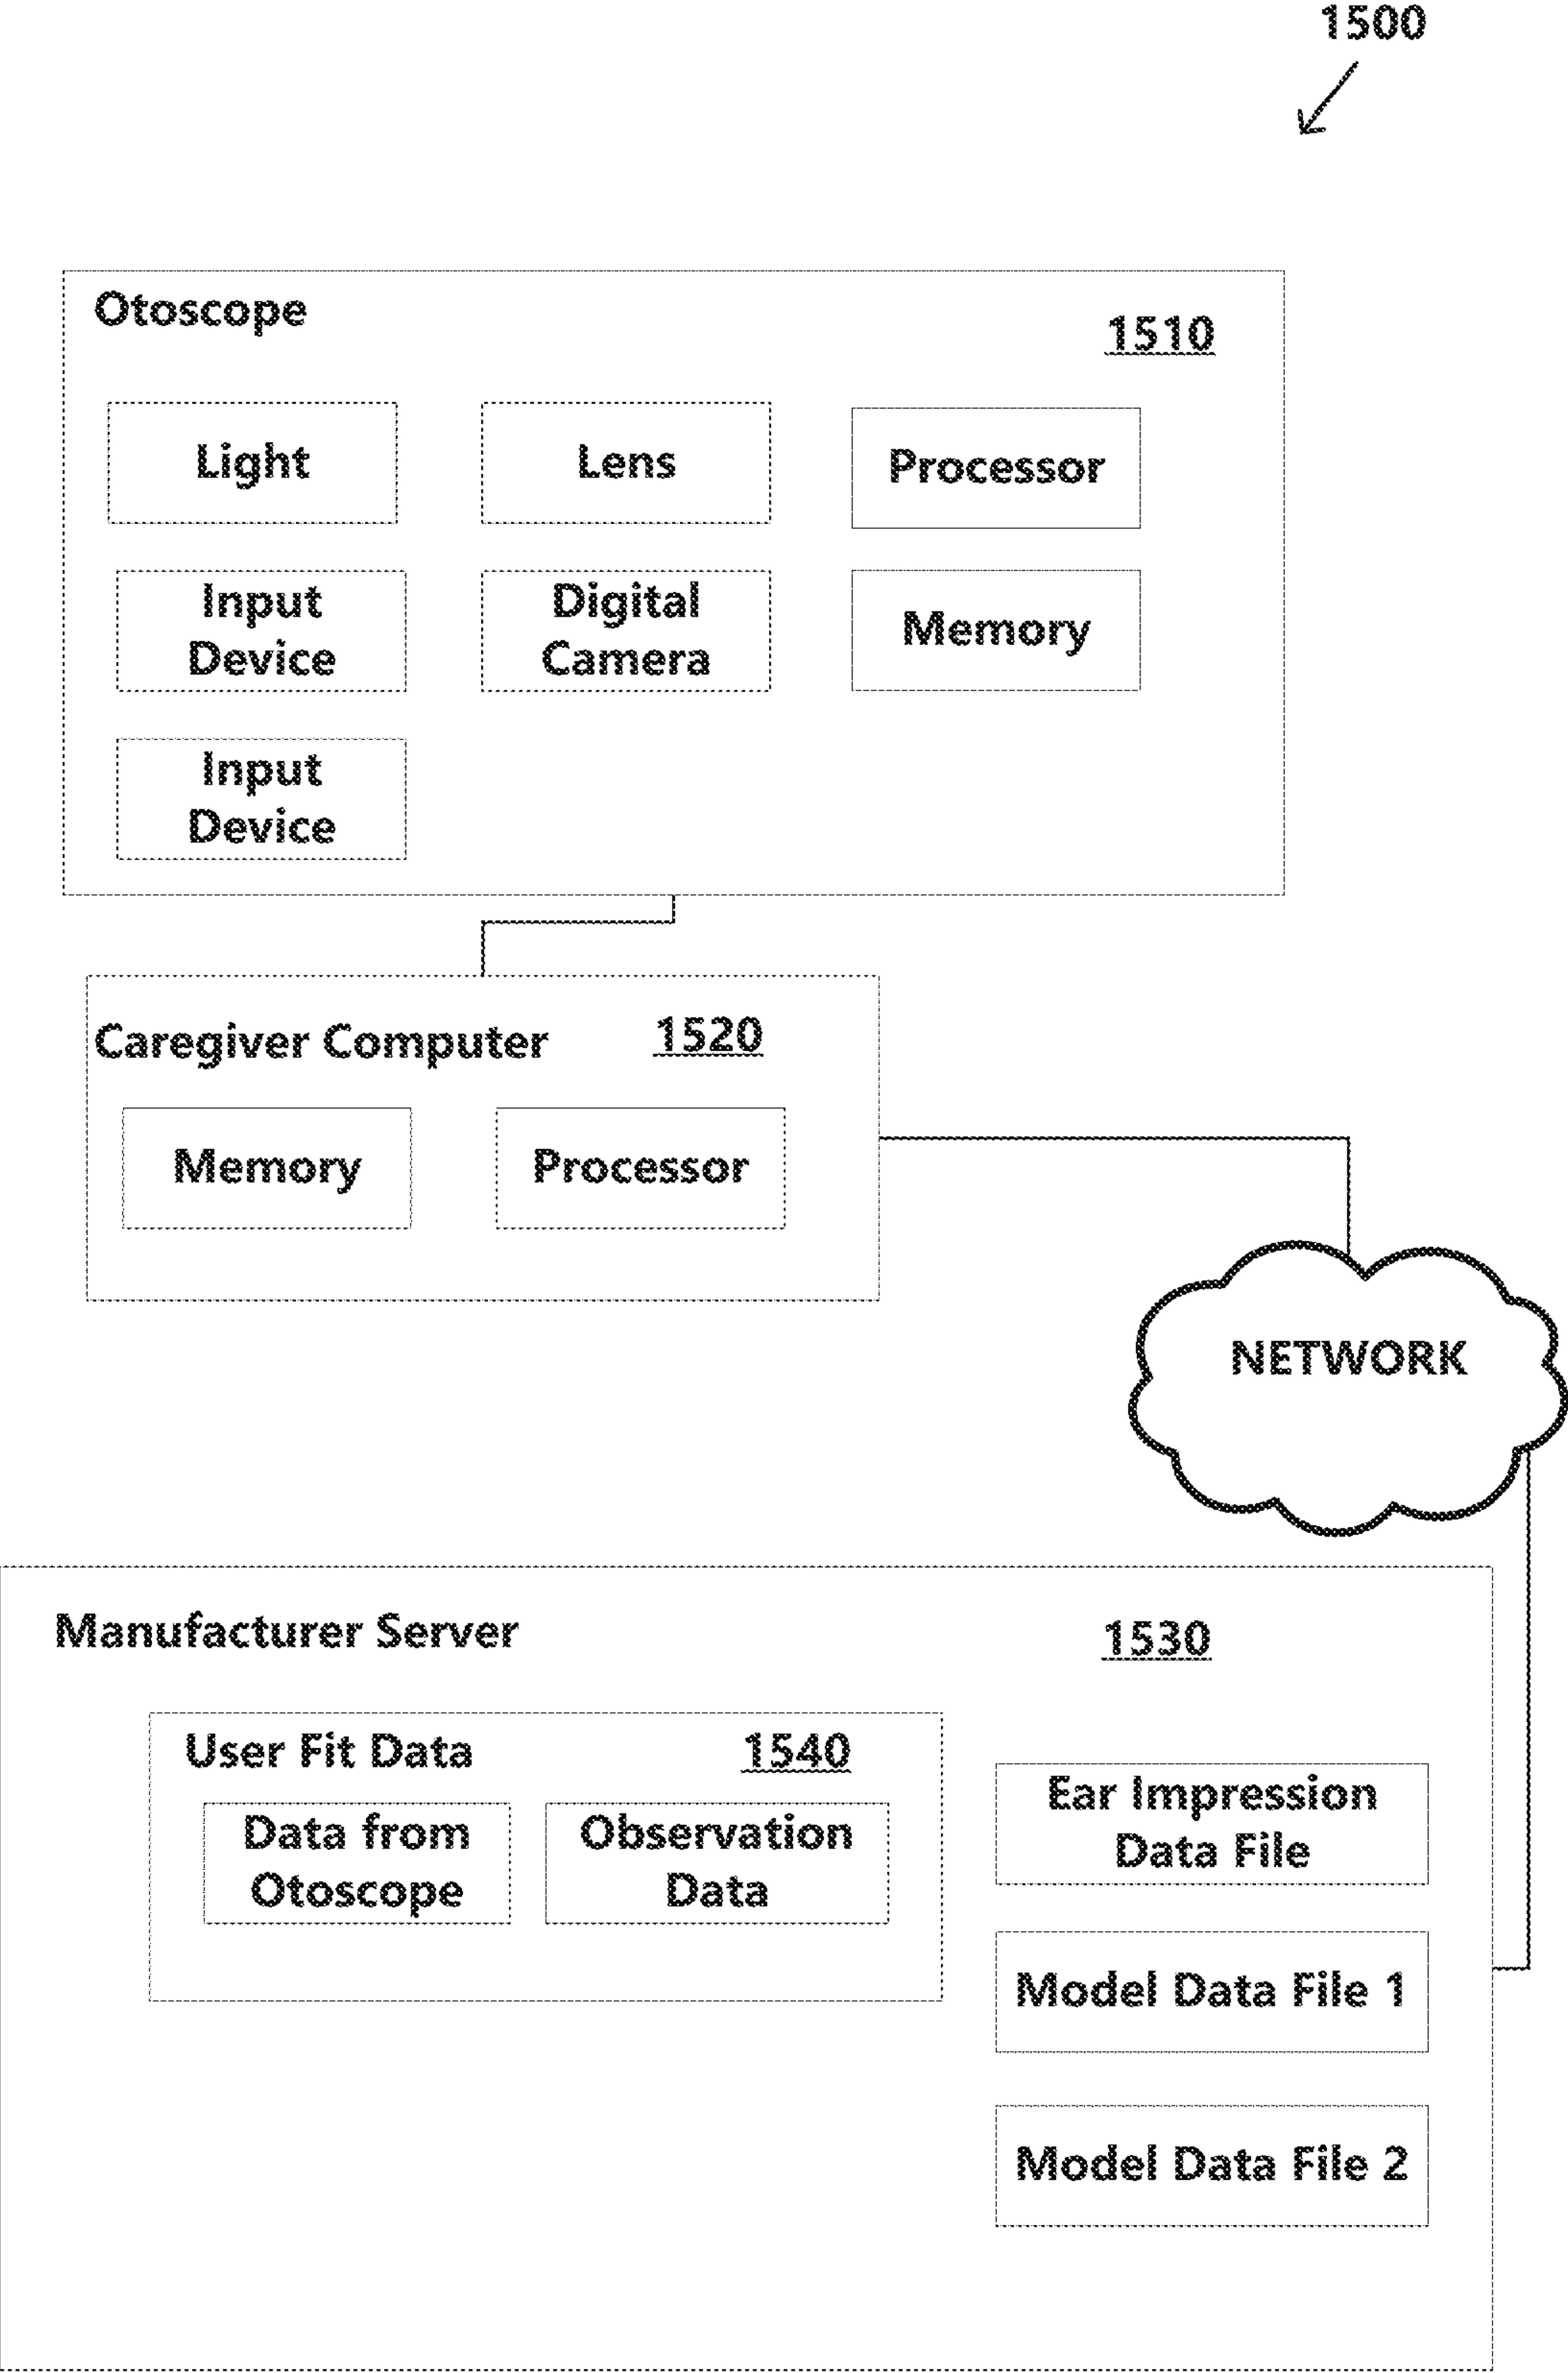 1500
Otoscope
1510
Light
Lens
Processor
Input
Device
Digital
Camera
Memory
Input
Device
Caregiver Computer
1520
Memory
Processor
NETWORK
Manufacturer Server
1530
User Fit Data
1540
Data from
Otoscope
Observation
Data
Ear Impression
Data File
Model Data File 1
Model Data File 2